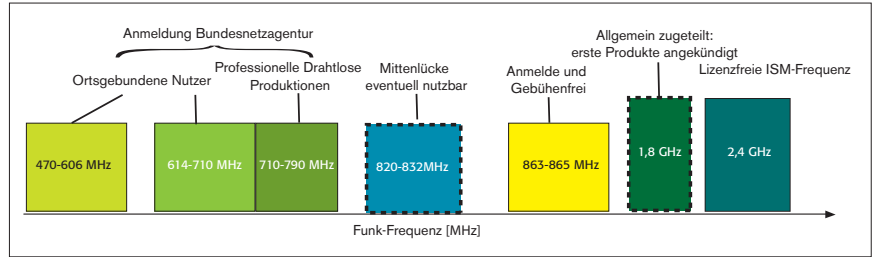 Anmeldung Bundesnetzagentur
Ortsgebundene Nutzer
Professionelle Drahtlose
Produktionen
Mittenlücke
eventuell nutzbar
Anmelde und
Gebühenfrei
Allgemein zugeteilt:
erste Produkte angekündigt
Lizenzfreie ISM-Frequenz
470-606 MHz
614-710 MHz
710-790 MHz
820-832MHz
863-865 MHz
1,8 GHz
2,4 GHz
Funk-Frequenz [MHz]